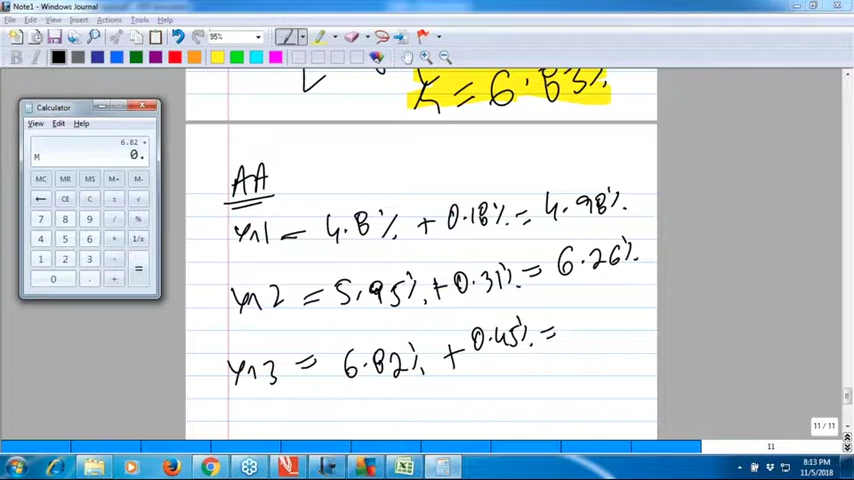 Note1 - Windows Journal
File Edit View Insert Actions Tools Help
95%
Y = 6.83%
Calculator
View Edit Help
6.82 +
M 0.
MC MR MS M+ M-
← CE C ± √
7 8 9 / %
4 5 6 * 1/x
1 2 3 - =
0 . +
AA
Yr1 = 4.8% + 0.18% = 4.98%
Yr2 = 5.95% + 0.31% = 6.26%
Yr3 = 6.82% + 0.45% =
11 / 11
11
8:13 PM
11/5/2018